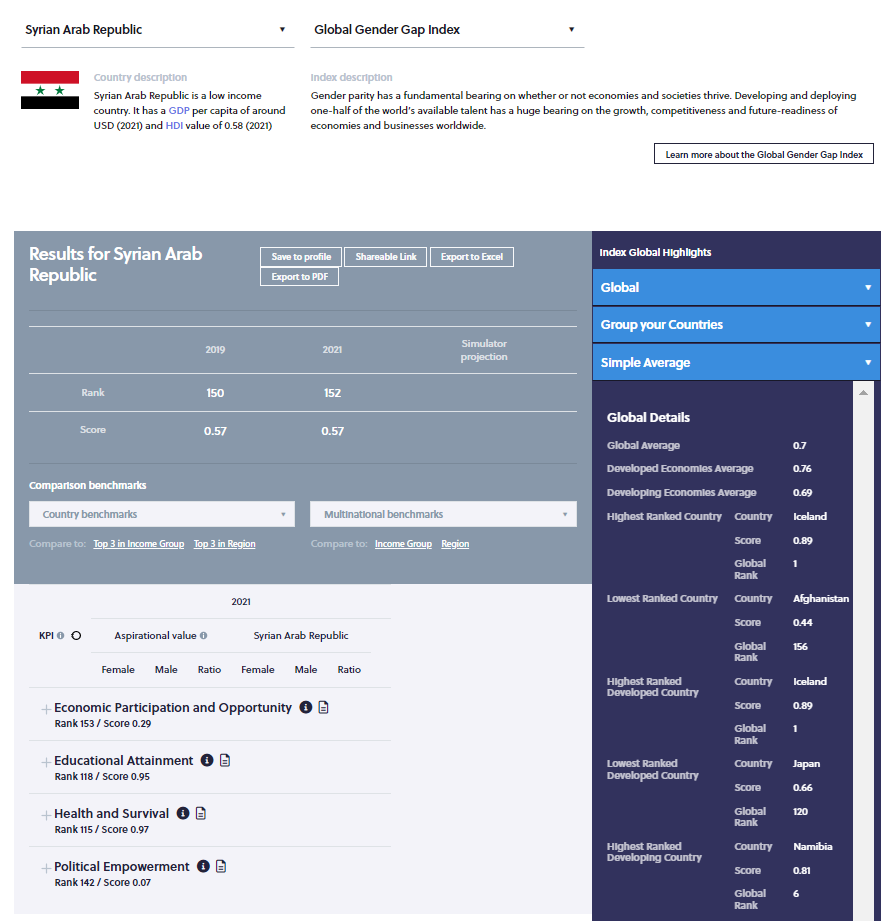 Syrian Arab Republic
Global Gender Gap Index
Country description
Syrian Arab Republic is a low income
country. It has a GDP per capita of around
USD (2021) and HDI value of 0.58 (2021)
Index description
Gender parity has a fundamental bearing on whether or not economies and societies thrive. Developing and deploying
one-half of the world's available talent has a huge bearing on the growth, competitiveness and future-readiness of
economies and businesses worldwide.
Learn more about the Global Gender Gap Index
Results for Syrian Arab
Republic
Save to profile Shareable Link Export to Excel
Export to PDF
2019 2021 Simulator
projection
Rank 150 152
Score 0.57 0.57
Comparison benchmarks
Country benchmarks Multinational benchmarks
Compare to: Top 3 in Income Group Top 3 in Region Compare to: Income Group Region
2021
KPI Aspirational value Syrian Arab Republic
Female Male Ratio Female Male Ratio
Economic Participation and Opportunity
Rank 153 / Score 0.29
Educational Attainment
Rank 118 / Score 0.95
Health and Survival
Rank 115 / Score 0.97
Political Empowerment
Rank 142 / Score 0.07
Index Global Highlights
Global
Group your Countries
Simple Average
Global Details
Global Average 0.7
Developed Economies Average 0.76
Developing Economies Average 0.69
Highest Ranked Country Country Iceland
Score 0.89
Global 1
Rank
Lowest Ranked Country Country Afghanistan
Score 0.44
Global 156
Rank
Highest Ranked Country Iceland
Developed Country
Score 0.89
Global 1
Rank
Lowest Ranked Country Japan
Developed Country
Score 0.66
Global 120
Rank
Highest Ranked Country Namibia
Developing Country
Score 0.81
Global 6
Rank